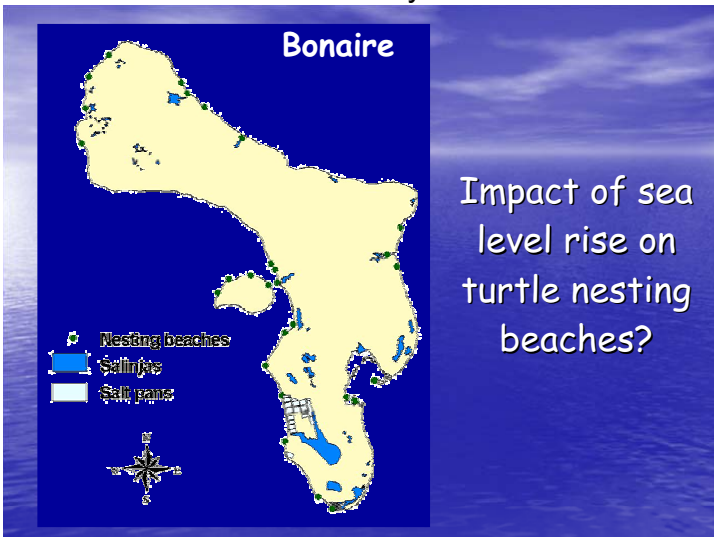 Bonaire
Impact of sea
level rise on
turtle nesting
beaches?
Nesting beaches
Salinjas
Salt pans
N
S